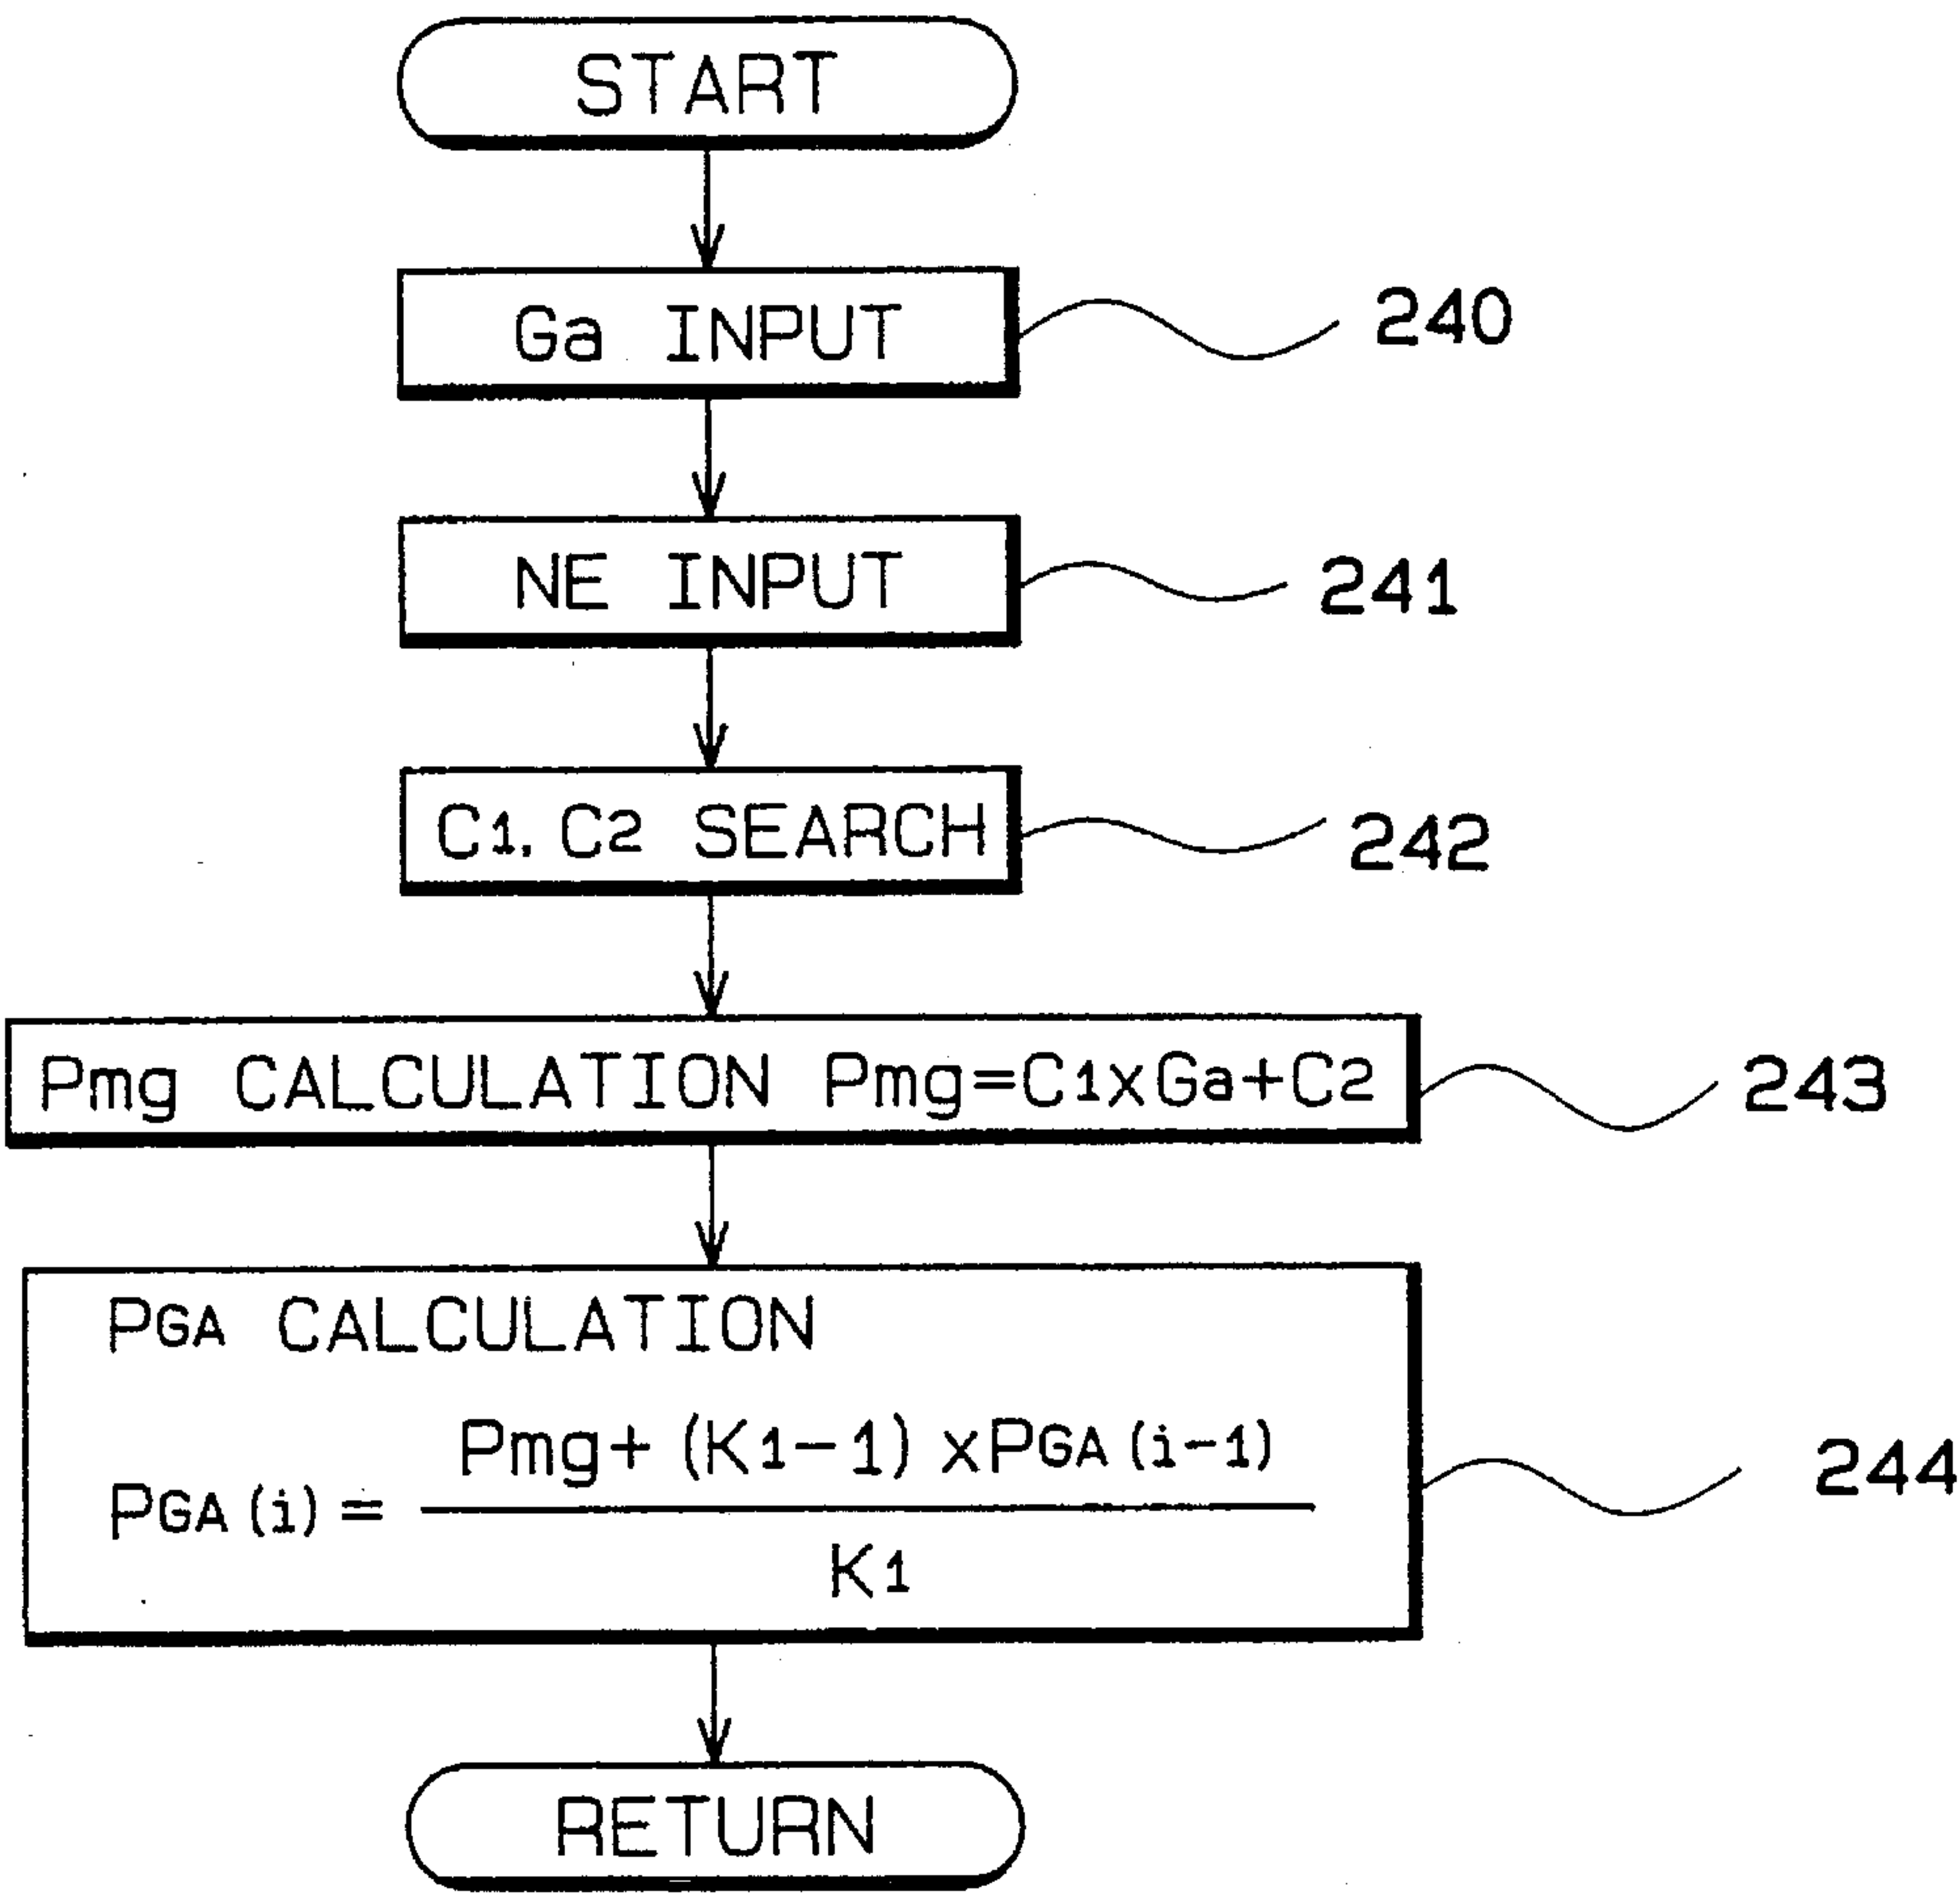 START
Ga INPUT
240
NE INPUT
241
C1, C2 SEARCH
242
Pmg CALCULATION Pmg=C1xGa+C2
243
PGA CALCULATION
Pmg+ (K1-1) xPGA (i-1)
PGA (i) =
K1
244
RETURN